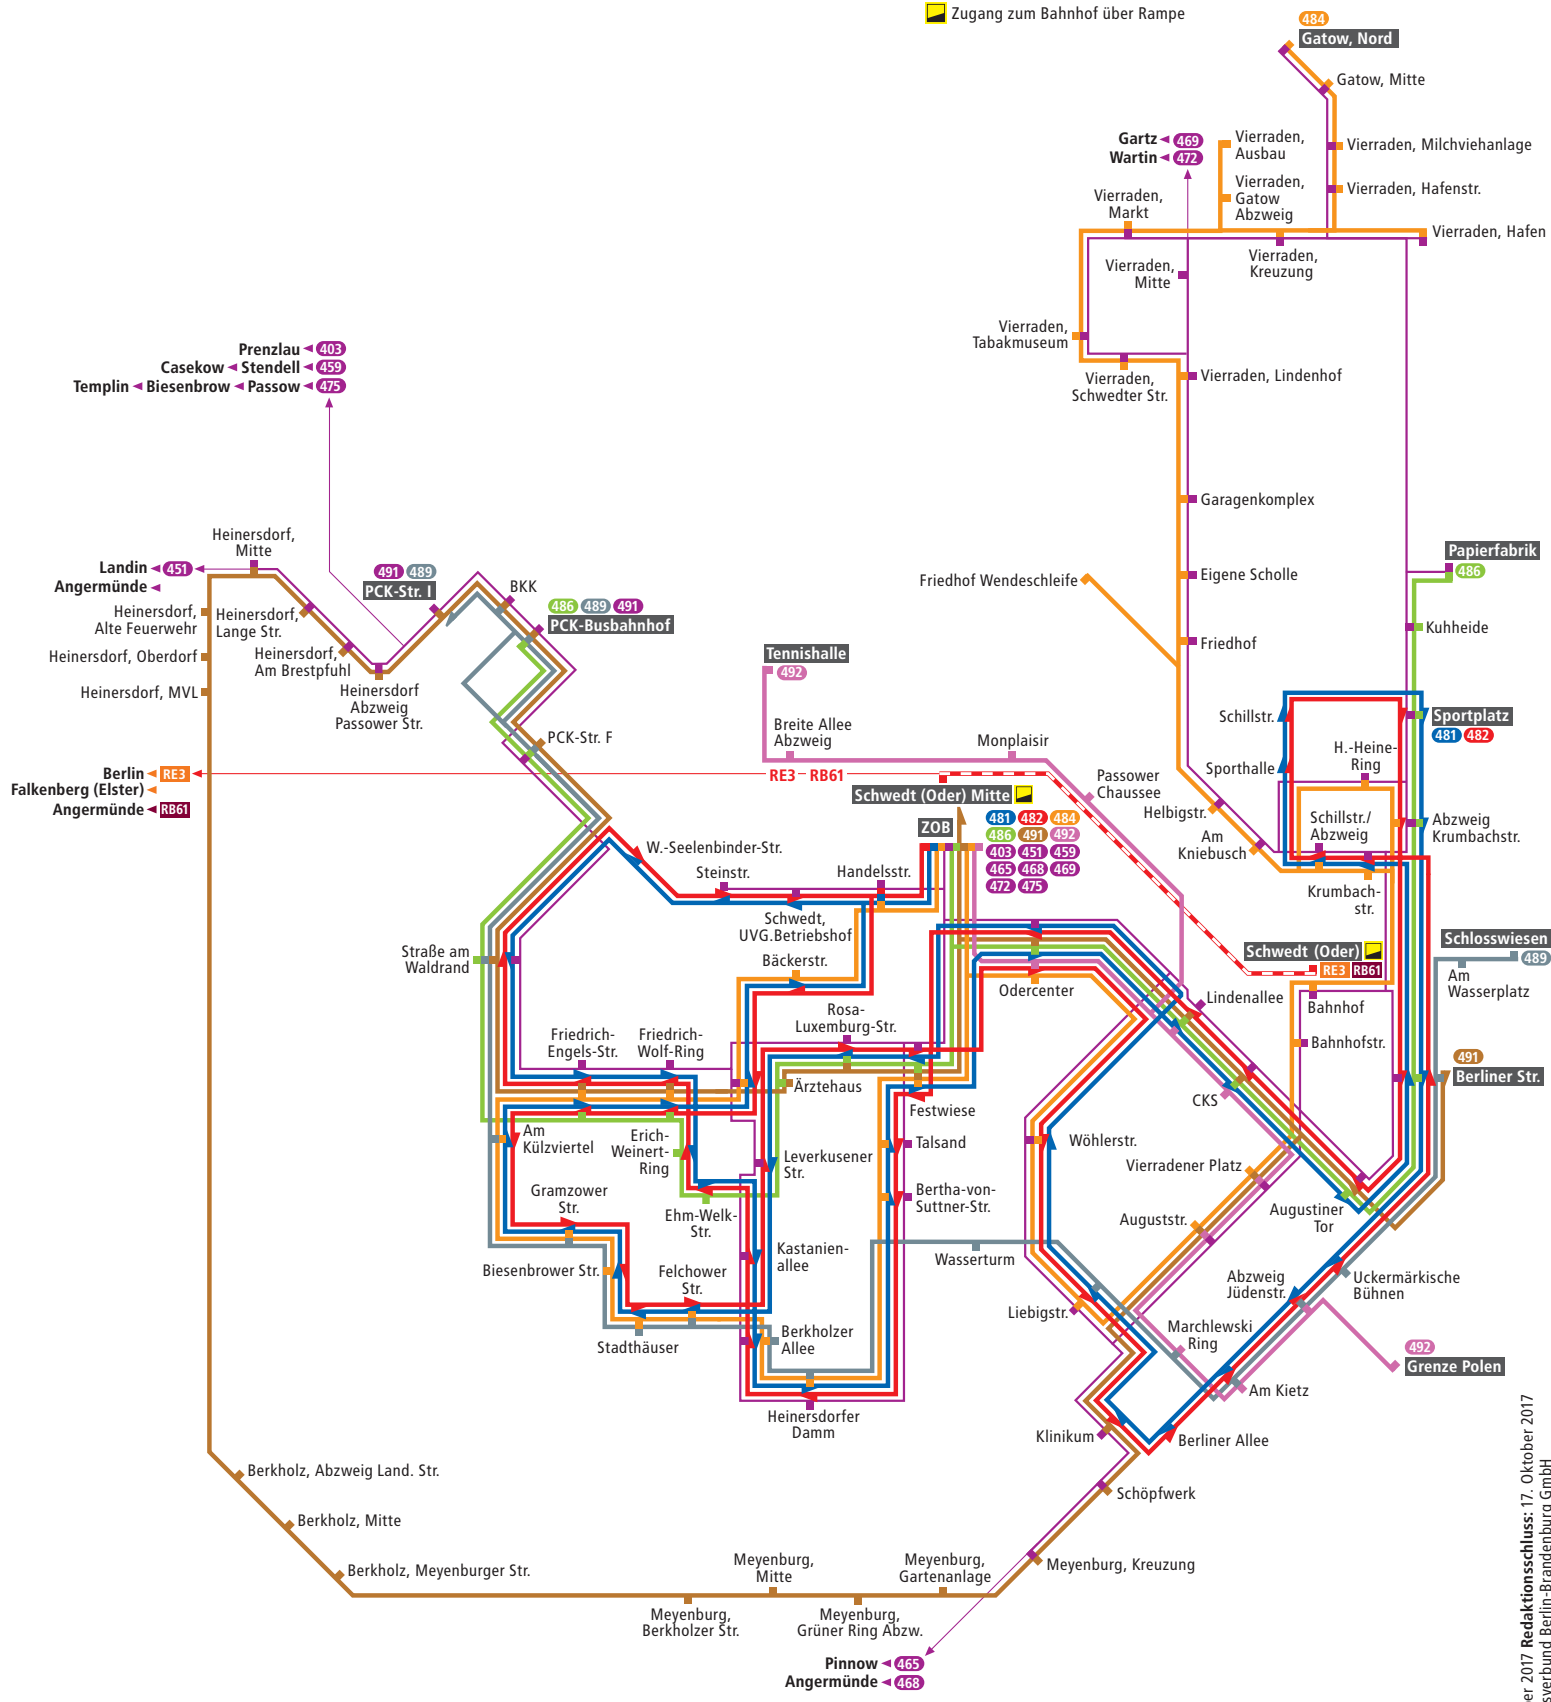 Zugang zum Bahnhof über Rampe
484
Gatow, Nord
Gatow, Mitte
Gartz 469
Wartin 472
Vierraden,
Ausbau
Vierraden, Milchviehanlage
Vierraden,
Gatow
Abzweig
Vierraden, Hafenstr.
Vierraden,
Markt
Vierraden, Hafen
Vierraden,
Kreuzung
Vierraden,
Mitte
Vierraden,
Tabakmuseum
Vierraden,
Schwedter Str.
Vierraden, Lindenhof
Prenzlau 403
Casekow Stendell 459
Templin Biesenbrow Passow 475
Garagenkomplex
Heinersdorf,
Mitte
Landin 451
Angermünde
491 489
PCK-Str. I
BKK
486 489 491
PCK-Busbahnhof
Heinersdorf,
Alte Feuerwehr
Heinersdorf,
Lange Str.
Heinersdorf,
Am Brestpfuhl
Heinersdorf, Oberdorf
Heinersdorf, MVL
Heinersdorf
Abzweig
Passower Str.
PCK-Str. F
Friedhof Wendeschleife
Eigene Scholle
Friedhof
Papierfabrik
486
Kuhheide
Tennishalle
492
Breite Allee
Abzweig
Monplaisir
Schillstr.
Sportplatz
481 482
H.-Heine-
Ring
Sporthalle
Berlin RE3
Falkenberg (Elster)
Angermünde RB61
RE3 RB61
Schwedt (Oder) Mitte
Passower
Chaussee
Helbigstr.
Am
Kniebusch
Schillstr./
Abzweig
Abzweig
Krumbachstr.
Krumbach-
str.
ZOB
481 482 484
486 491 492
403 451 459
465 468 469
472 475
W.-Seelenbinder-Str.
Steinstr.
Handelsstr.
Schwedt,
UVG.Betriebshof
Straße am
Waldrand
Bäckerstr.
Odercenter
Schwedt (Oder)
RE3 RB61
Schlosswiesen
489
Am
Wasserplatz
Bahnhof
Lindenallee
Bahnhofstr.
Rosa-
Luxemburg-Str.
Friedrich-
Engels-Str.
Friedrich-
Wolf-Ring
Ärztehaus
Festwiese
CKS
491
Berliner Str.
Am
Külzviertel
Erich-
Weinert-
Ring
Leverkusener
Str.
Talsand
Wöhlerstr.
Vierradener Platz
Gramzower
Str.
Ehm-Welk-
Str.
Bertha-von-
Suttner-Str.
Auguststr.
Augustiner
Tor
Biesenbrower Str.
Felchower
Str.
Kastanien-
allee
Wasserturm
Abzweig
Jüdenstr.
Uckermärkische
Bühnen
Liebigstr.
Stadthäuser
Berkholzer
Allee
Marchlewski
Ring
492
Grenze Polen
Am Kietz
Heinersdorfer
Damm
Klinikum
Berliner Allee
Berkholz, Abzweig Land. Str.
Schöpfwerk
Berkholz, Mitte
Berkholz, Meyenburger Str.
Meyenburg,
Mitte
Meyenburg,
Gartenanlage
Meyenburg, Kreuzung
Meyenburg,
Berkholzer Str.
Meyenburg,
Grüner Ring Abzw.
Pinnow 465
Angermünde 468
er 2017 Redaktionsschluss: 17. Oktober 2017
sverbund Berlin-Brandenburg GmbH